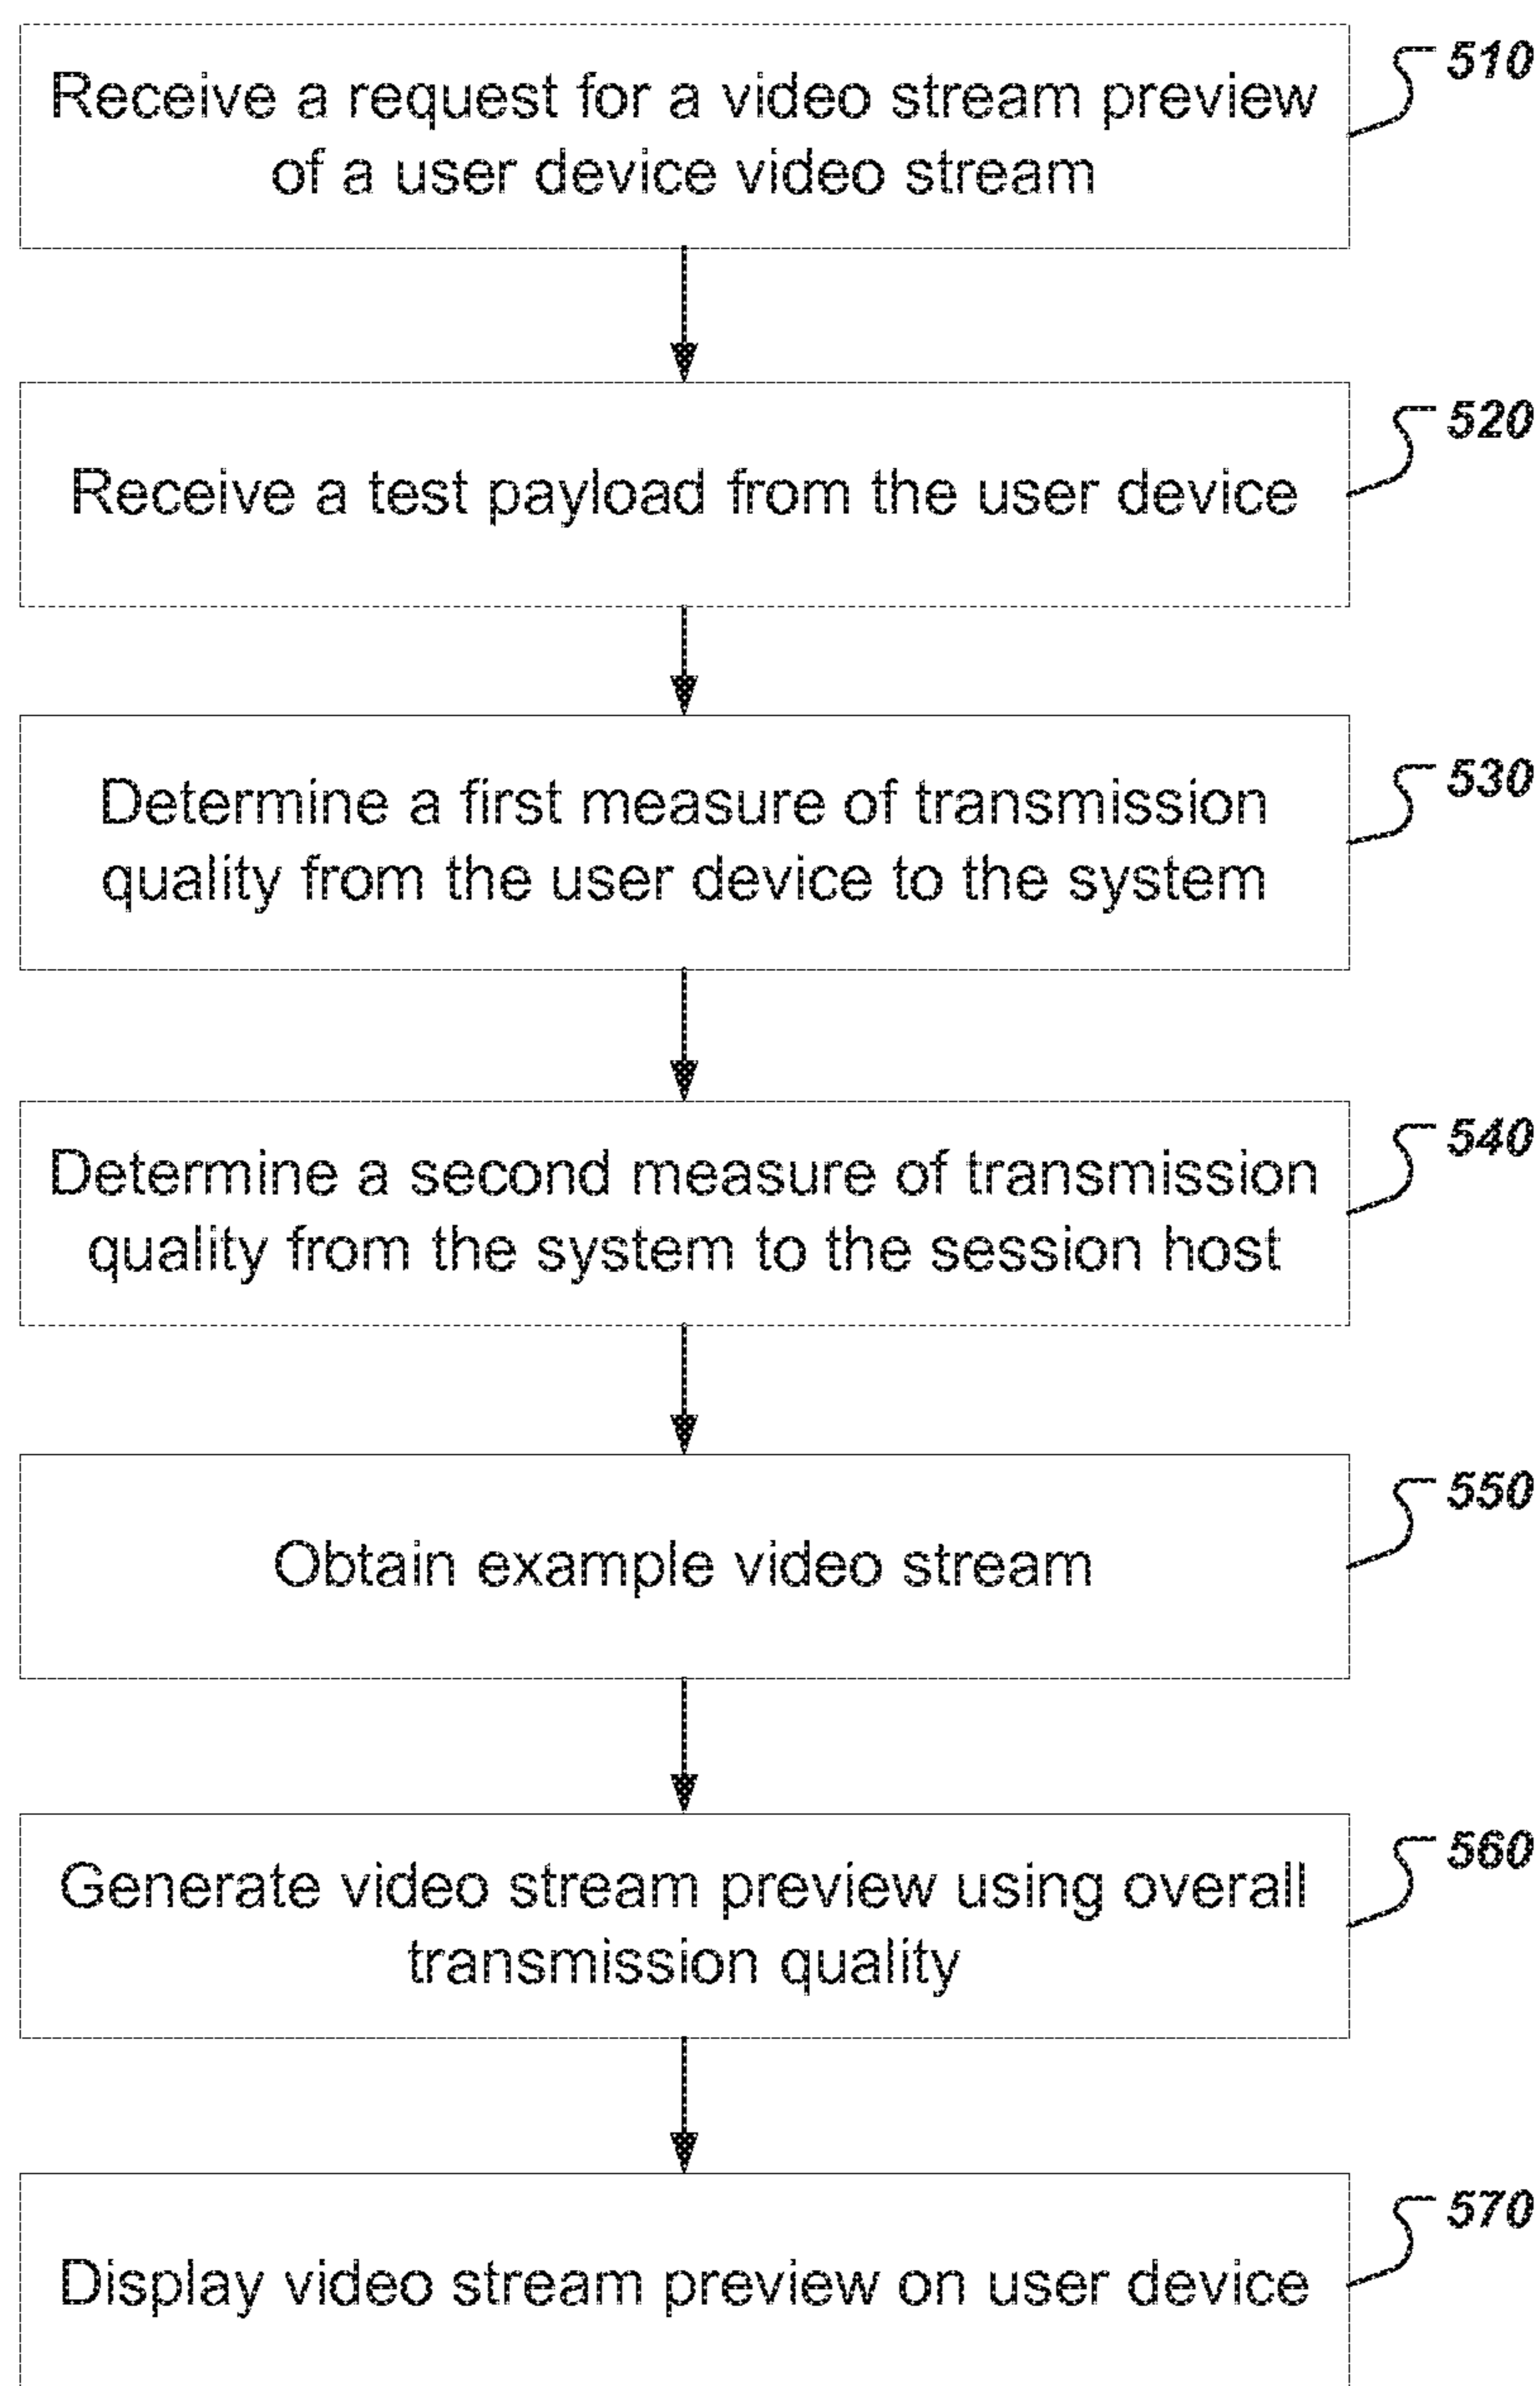 Receive a request for a video stream preview
of a user device video stream
510
Receive a test payload from the user device
520
Determine a first measure of transmission
quality from the user device to the system
530
Determine a second measure of transmission
quality from the system to the session host
540
Obtain example video stream
550
Generate video stream preview using overall
transmission quality
560
Display video stream preview on user device
570